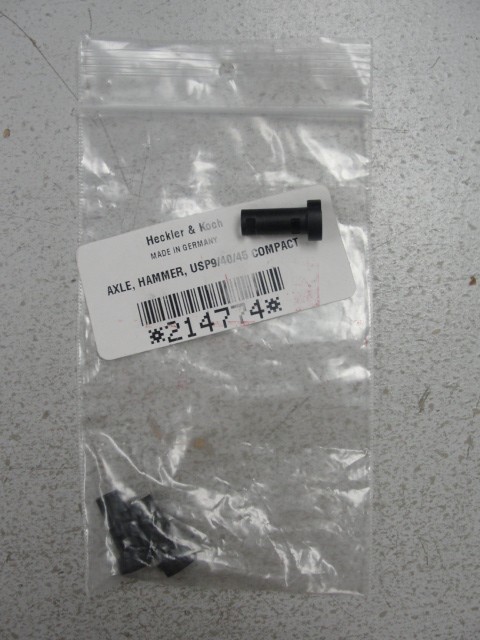 Heckler & Koch
MADE IN GERMANY
AXLE, HAMMER, USP9/40/45 COMPACT
*214774*